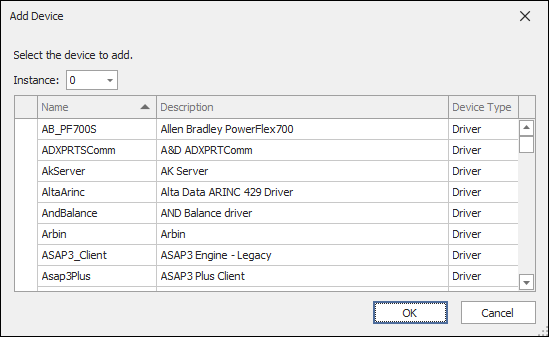 Add Device
Select the device to add.
Instance: 0
Name Description Device Type
AB_PF700S Allen Bradley PowerFlex700 Driver
ADXPRTSComm A&D ADXPRTComm Driver
AkServer AK Server Driver
AltaArinc Alta Data ARINC 429 Driver Driver
AndBalance AND Balance driver Driver
Arbin Arbin Driver
ASAP3_Client ASAP3 Engine - Legacy Driver
Asap3Plus ASAP3 Plus Client Driver
OK Cancel